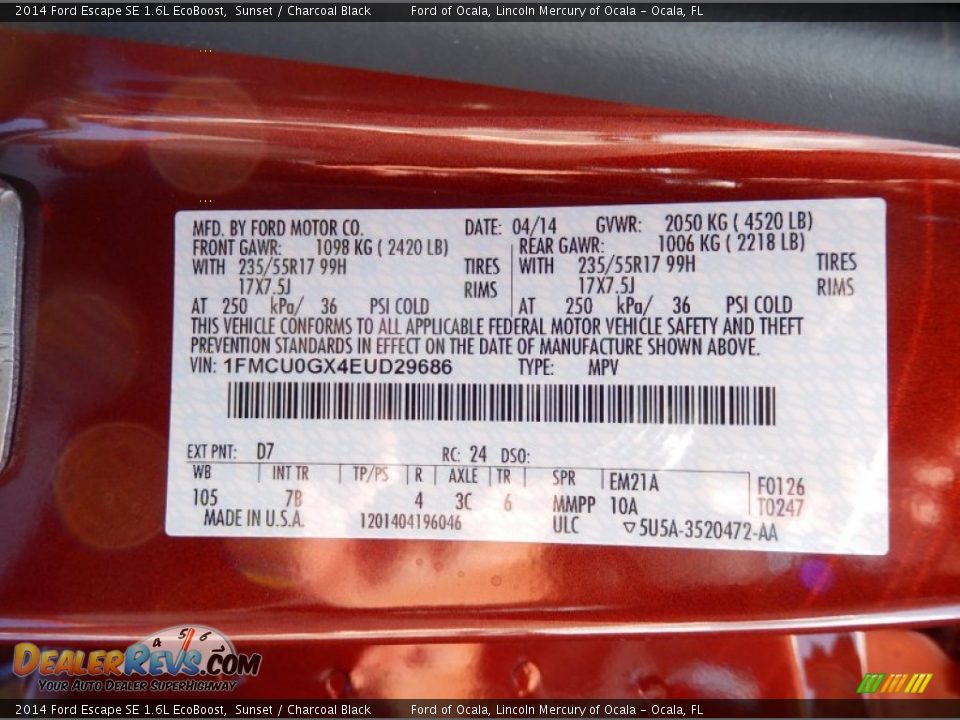 2014 Ford Escape SE 1.6L EcoBoost, Sunset / Charcoal Black Ford of Ocala, Lincoln Mercury of Ocala - Ocala, FL
MFD. BY FORD MOTOR CO. DATE: 04/14 GVWR: 2050 KG ( 4520 LB)
FRONT GAWR: 1098 KG ( 2420 LB) REAR GAWR: 1006 KG ( 2218 LB)
WITH 235/55R17 99H TIRES WITH 235/55R17 99H TIRES
17X7.5J RIMS 17X7.5J RIMS
AT 250 kPa/ 36 PSI COLD AT 250 kPa/ 36 PSI COLD
THIS VEHICLE CONFORMS TO ALL APPLICABLE FEDERAL MOTOR VEHICLE SAFETY AND THEFT
PREVENTION STANDARDS IN EFFECT ON THE DATE OF MANUFACTURE SHOWN ABOVE.
VIN: 1FMCU0GX4EUD29686 TYPE: MPV
EXT PNT: D7 RC: 24 DSO:
WB INT TR TP/PS R AXLE TR SPR EM21A F0126
105 7B 4 3C 6 MMPP 10A T0247
MADE IN U.S.A. 1201404196046 ULC ▽5U5A-3520472-AA
4 5 6
DEALERREVS.COM
YOUR AUTO DEALER SUPERHIGHWAY
2014 Ford Escape SE 1.6L EcoBoost, Sunset / Charcoal Black Ford of Ocala, Lincoln Mercury of Ocala - Ocala, FL